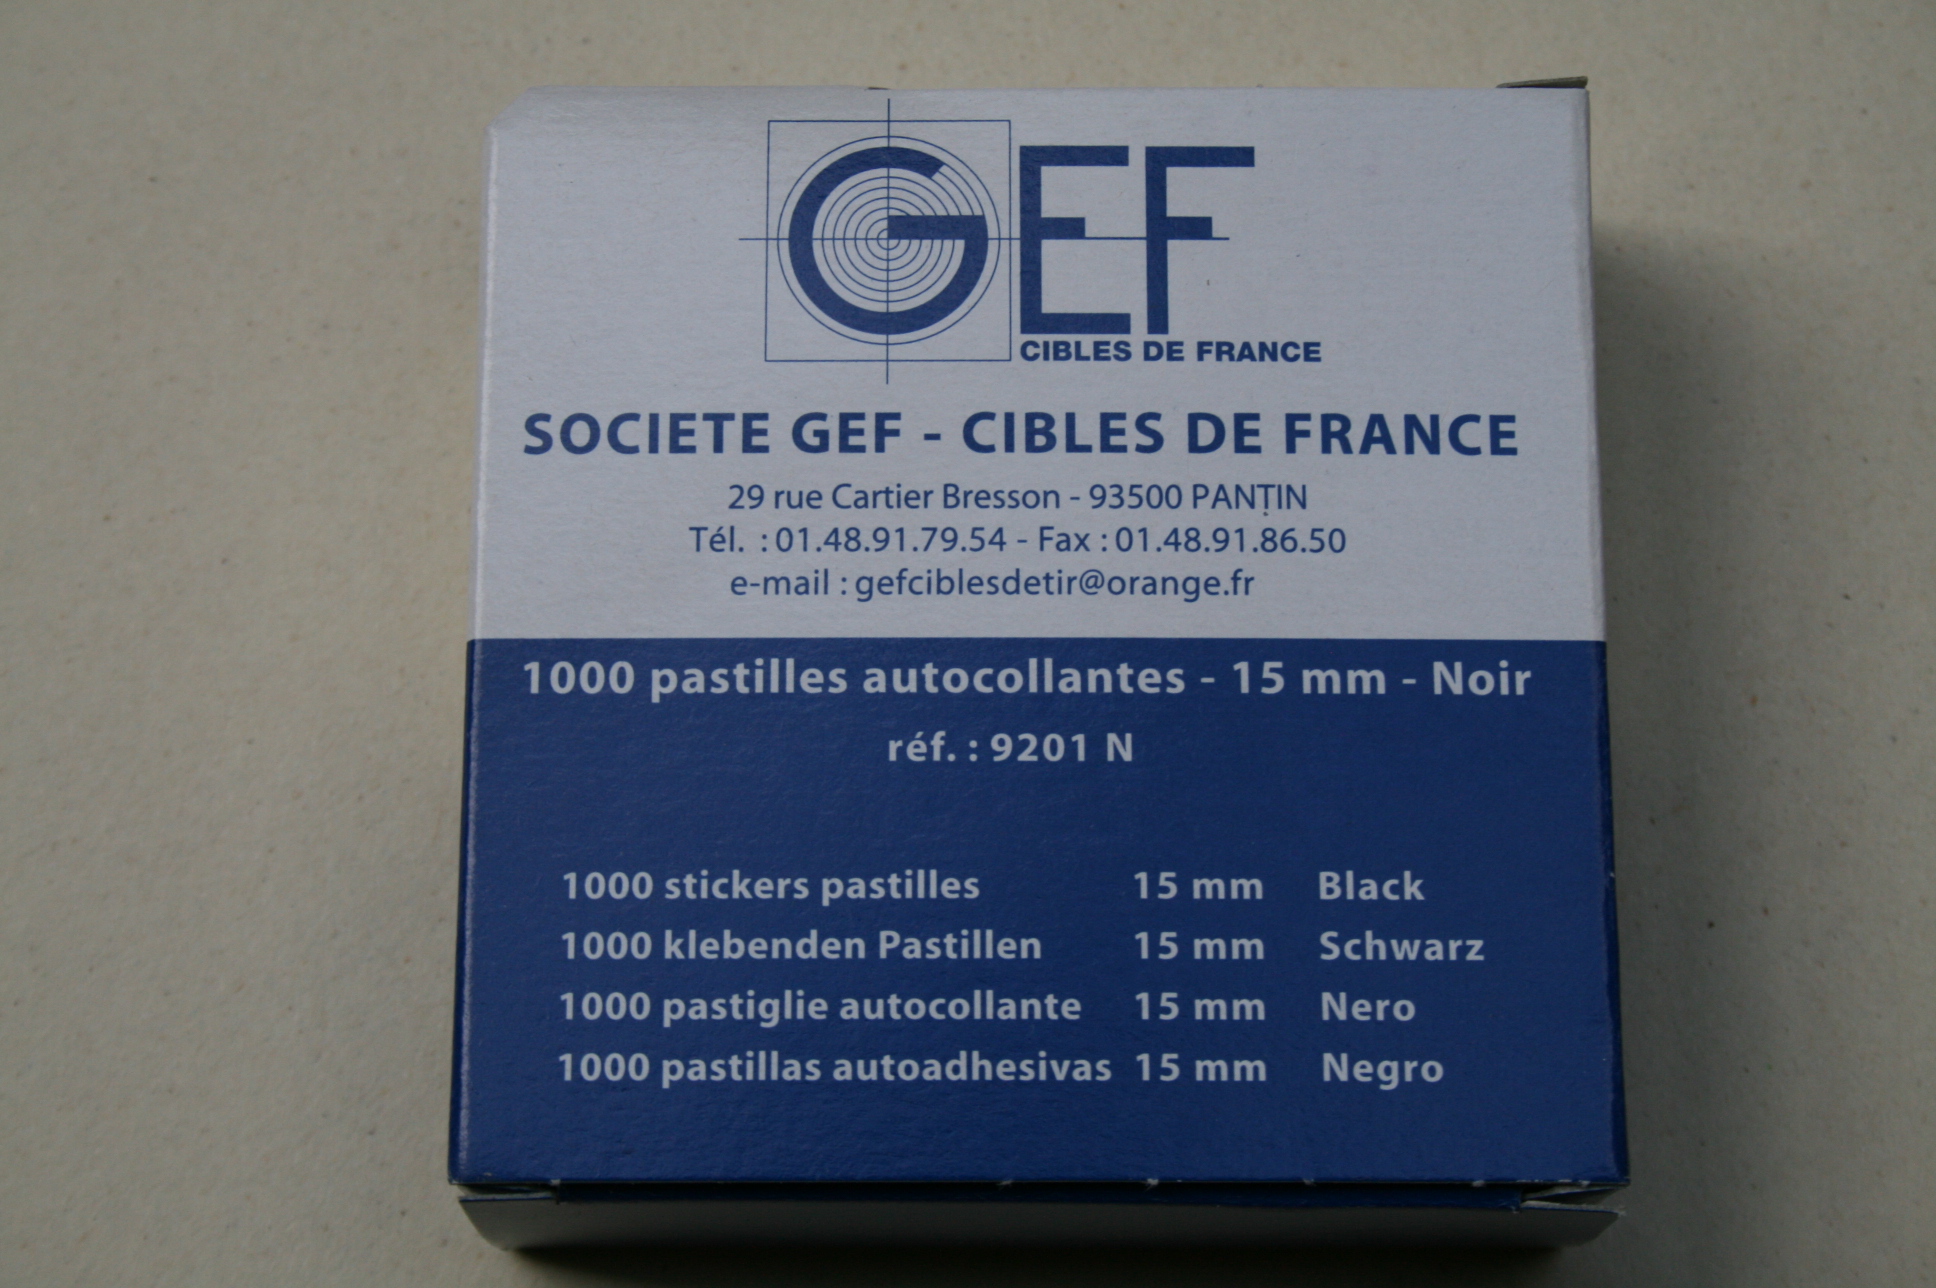 GEF
CIBLES DE FRANCE
SOCIETE GEF - CIBLES DE FRANCE
29 rue Cartier Bresson - 93500 PANTIN
Tél. : 01.48.91.79.54 - Fax : 01.48.91.86.50
e-mail : gefciblesdetir@orange.fr
1000 pastilles autocollantes - 15 mm - Noir
réf. : 9201 N
1000 stickers pastilles 15 mm Black
1000 klebenden Pastillen 15 mm Schwarz
1000 pastiglie autocollante 15 mm Nero
1000 pastillas autoadhesivas 15 mm Negro